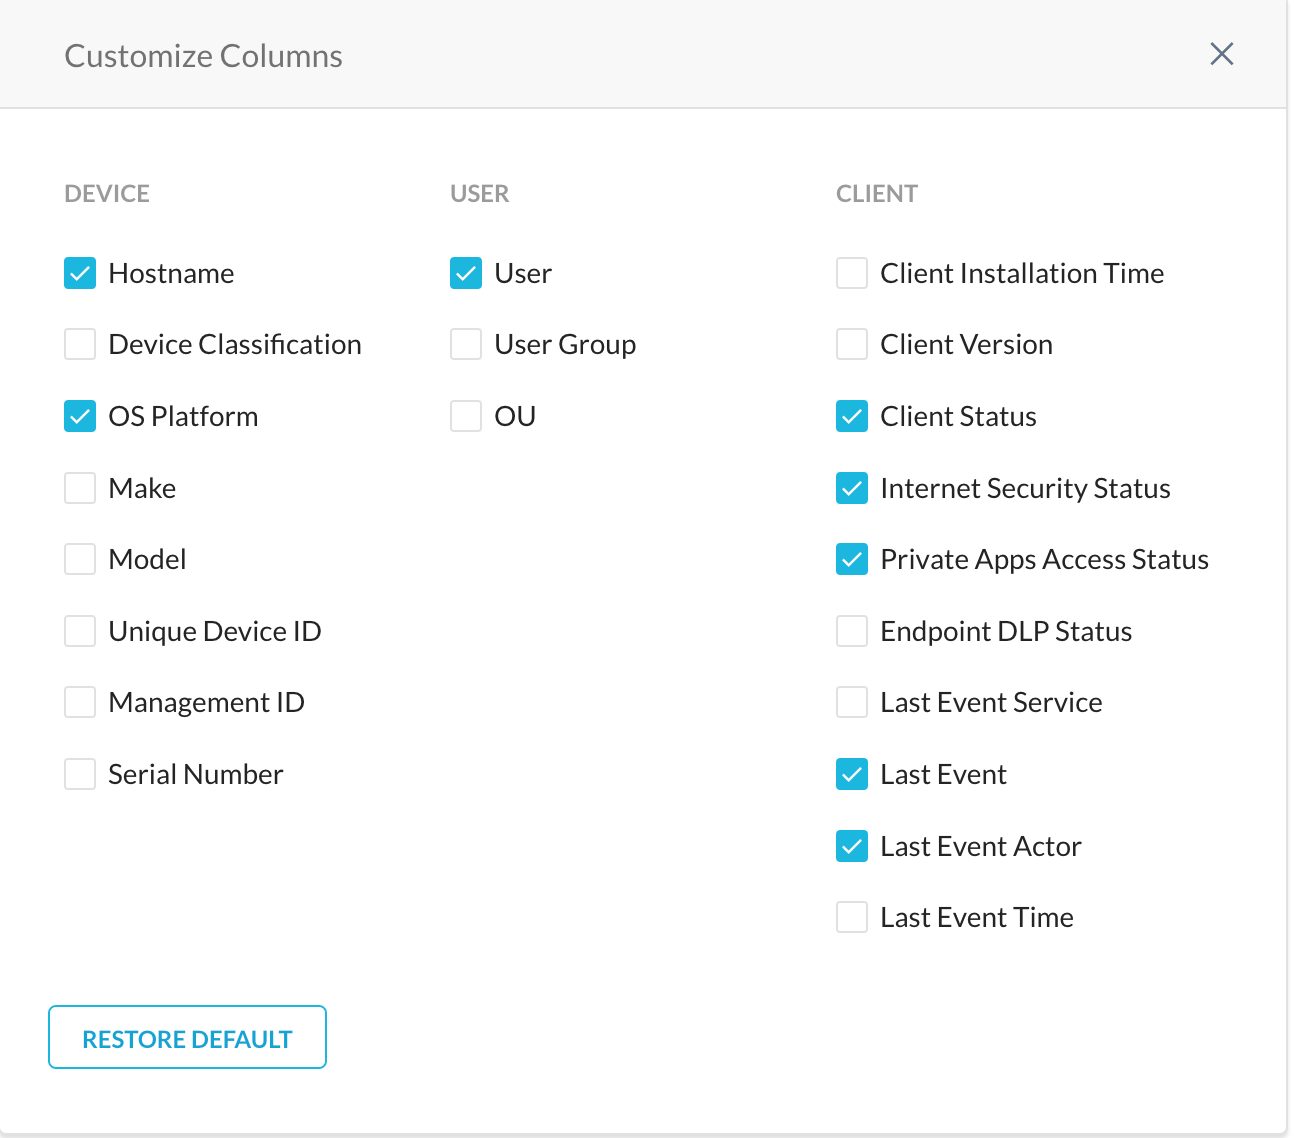 Customize Columns
DEVICE
Hostname
Device Classification
OS Platform
Make
Model
Unique Device ID
Management ID
Serial Number
USER
User
User Group
OU
CLIENT
Client Installation Time
Client Version
Client Status
Internet Security Status
Private Apps Access Status
Endpoint DLP Status
Last Event Service
Last Event
Last Event Actor
Last Event Time
RESTORE DEFAULT